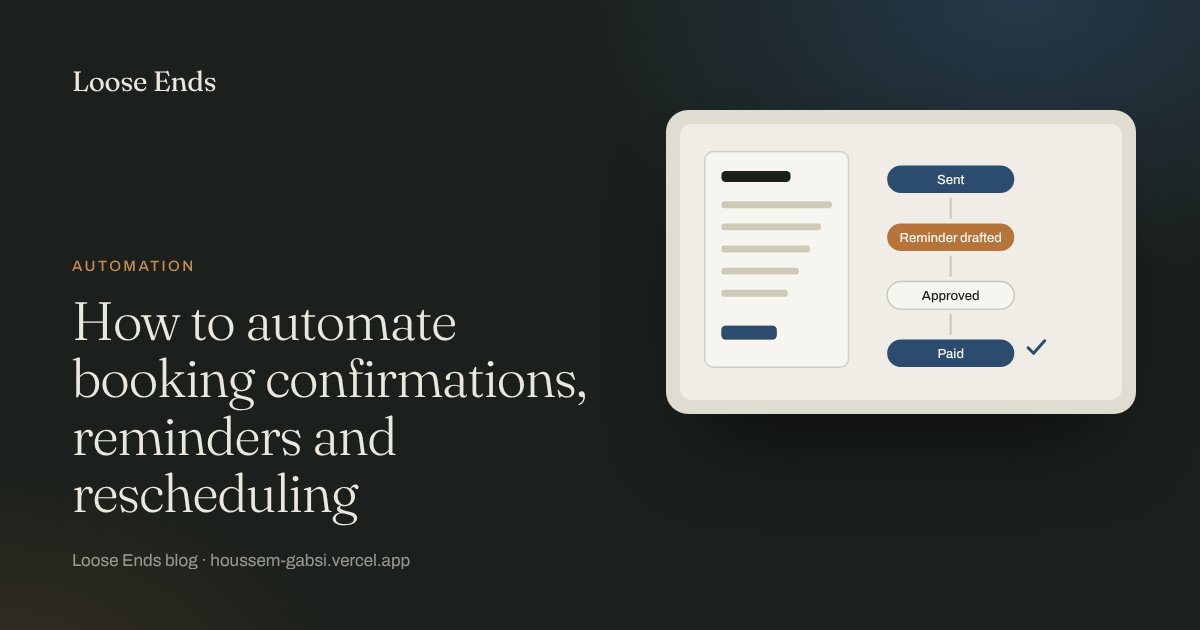 Loose Ends
AUTOMATION
How to automate
booking confirmations,
reminders and
rescheduling
Loose Ends blog · houssem-gabsi.vercel.app
Sent
Reminder drafted
Approved
Paid